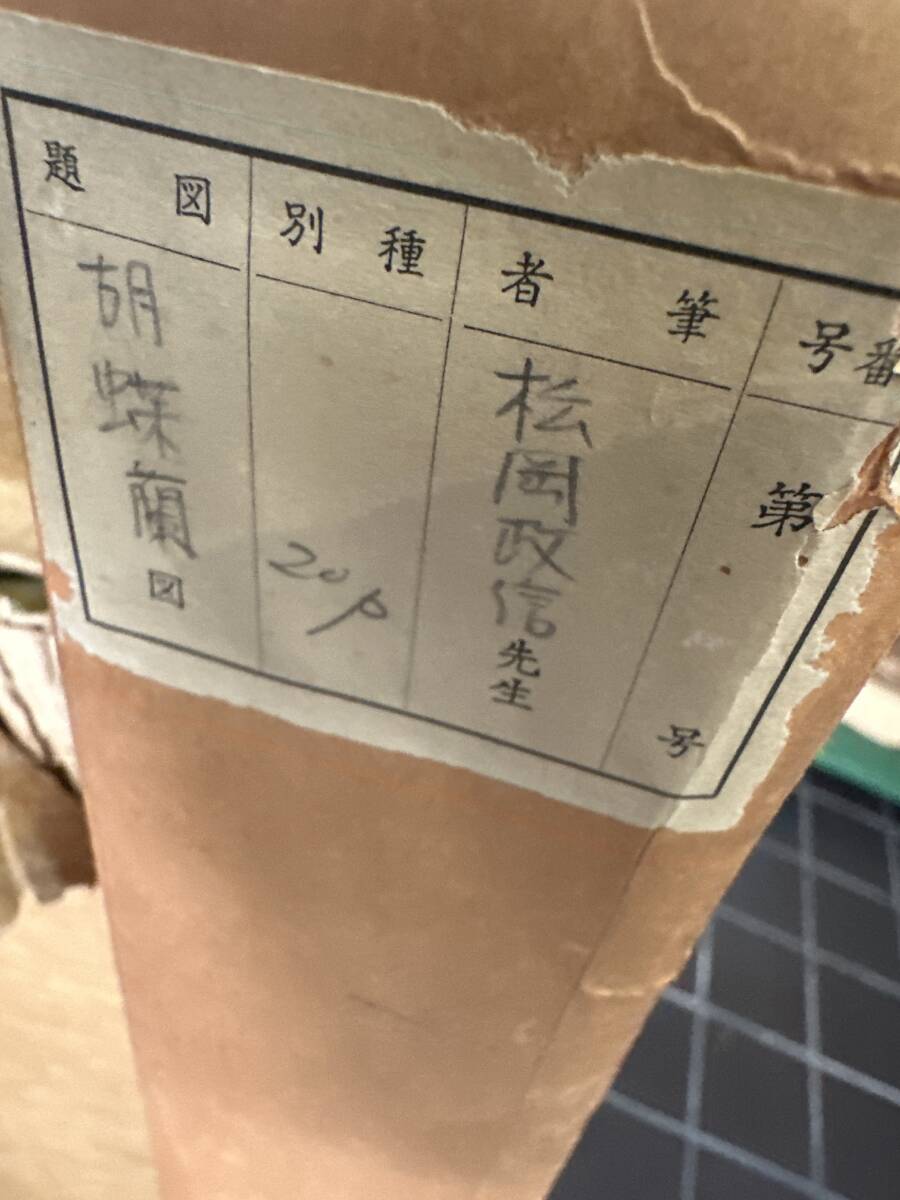 番号
第 号
筆者
松岡政信先生
種別
20p
図題
胡蝶蘭図